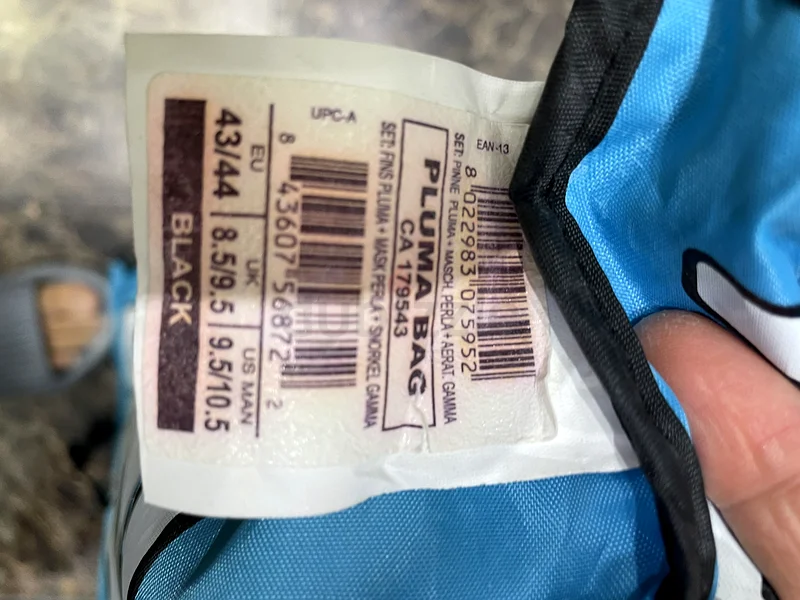 EAN-13
8 022983 075952
SET: PINNE PLUMA + MASCH. PERLA + AERAT. GAMMA
PLUMA BAG
CA 179543
SET: FINS PLUMA + MASK PERLA + SNORKEL GAMMA
UPC-A
8 43607 56872 2
EU UK US MAN
43/44 8.5/9.5 9.5/10.5
BLACK